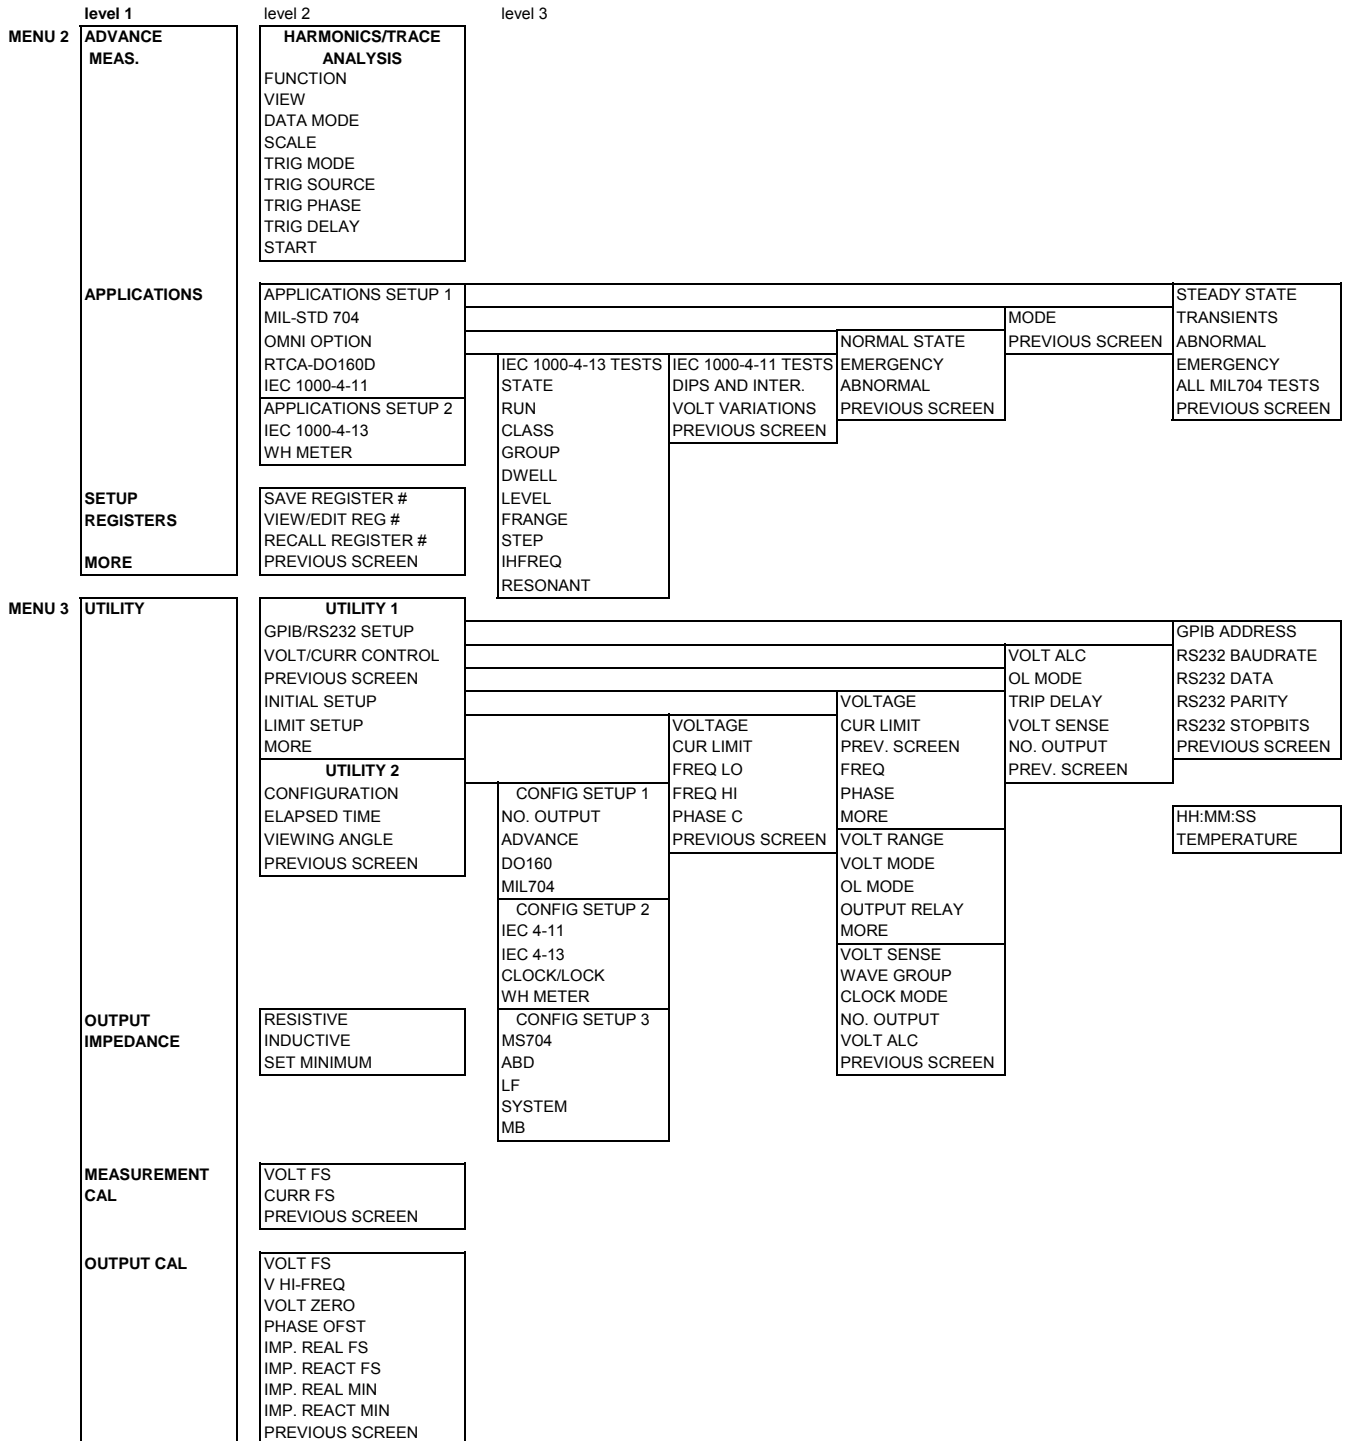 level 1 level 2 level 3
MENU 2 ADVANCE HARMONICS/TRACE
MEAS. ANALYSIS
FUNCTION
VIEW
DATA MODE
SCALE
TRIG MODE
TRIG SOURCE
TRIG PHASE
TRIG DELAY
START
APPLICATIONS APPLICATIONS SETUP 1 STEADY STATE
MIL-STD 704 MODE TRANSIENTS
OMNI OPTION NORMAL STATE PREVIOUS SCREEN ABNORMAL
RTCA-DO160D IEC 1000-4-13 TESTS IEC 1000-4-11 TESTS EMERGENCY EMERGENCY
IEC 1000-4-11 STATE DIPS AND INTER. ABNORMAL ALL MIL704 TESTS
APPLICATIONS SETUP 2 RUN VOLT VARIATIONS PREVIOUS SCREEN PREVIOUS SCREEN
IEC 1000-4-13 CLASS PREVIOUS SCREEN
WH METER GROUP
DWELL
SETUP SAVE REGISTER # LEVEL
REGISTERS VIEW/EDIT REG # FRANGE
RECALL REGISTER # STEP
MORE PREVIOUS SCREEN IHFREQ
RESONANT
MENU 3 UTILITY UTILITY 1
GPIB/RS232 SETUP GPIB ADDRESS
VOLT/CURR CONTROL VOLT ALC RS232 BAUDRATE
PREVIOUS SCREEN OL MODE RS232 DATA
INITIAL SETUP VOLTAGE TRIP DELAY RS232 PARITY
LIMIT SETUP VOLTAGE CUR LIMIT VOLT SENSE RS232 STOPBITS
MORE CUR LIMIT PREV. SCREEN NO. OUTPUT PREVIOUS SCREEN
UTILITY 2 FREQ LO FREQ PREV. SCREEN
CONFIGURATION CONFIG SETUP 1 FREQ HI PHASE
ELAPSED TIME NO. OUTPUT PHASE C MORE HH:MM:SS
VIEWING ANGLE ADVANCE PREVIOUS SCREEN VOLT RANGE TEMPERATURE
PREVIOUS SCREEN DO160 VOLT MODE
MIL704 OL MODE
CONFIG SETUP 2 OUTPUT RELAY
IEC 4-11 MORE
IEC 4-13 VOLT SENSE
CLOCK/LOCK WAVE GROUP
WH METER CLOCK MODE
OUTPUT RESISTIVE CONFIG SETUP 3 NO. OUTPUT
IMPEDANCE INDUCTIVE MS704 VOLT ALC
SET MINIMUM ABD PREVIOUS SCREEN
LF
SYSTEM
MB
MEASUREMENT VOLT FS
CAL CURR FS
PREVIOUS SCREEN
OUTPUT CAL VOLT FS
V HI-FREQ
VOLT ZERO
PHASE OFST
IMP. REAL FS
IMP. REACT FS
IMP. REAL MIN
IMP. REACT MIN
PREVIOUS SCREEN